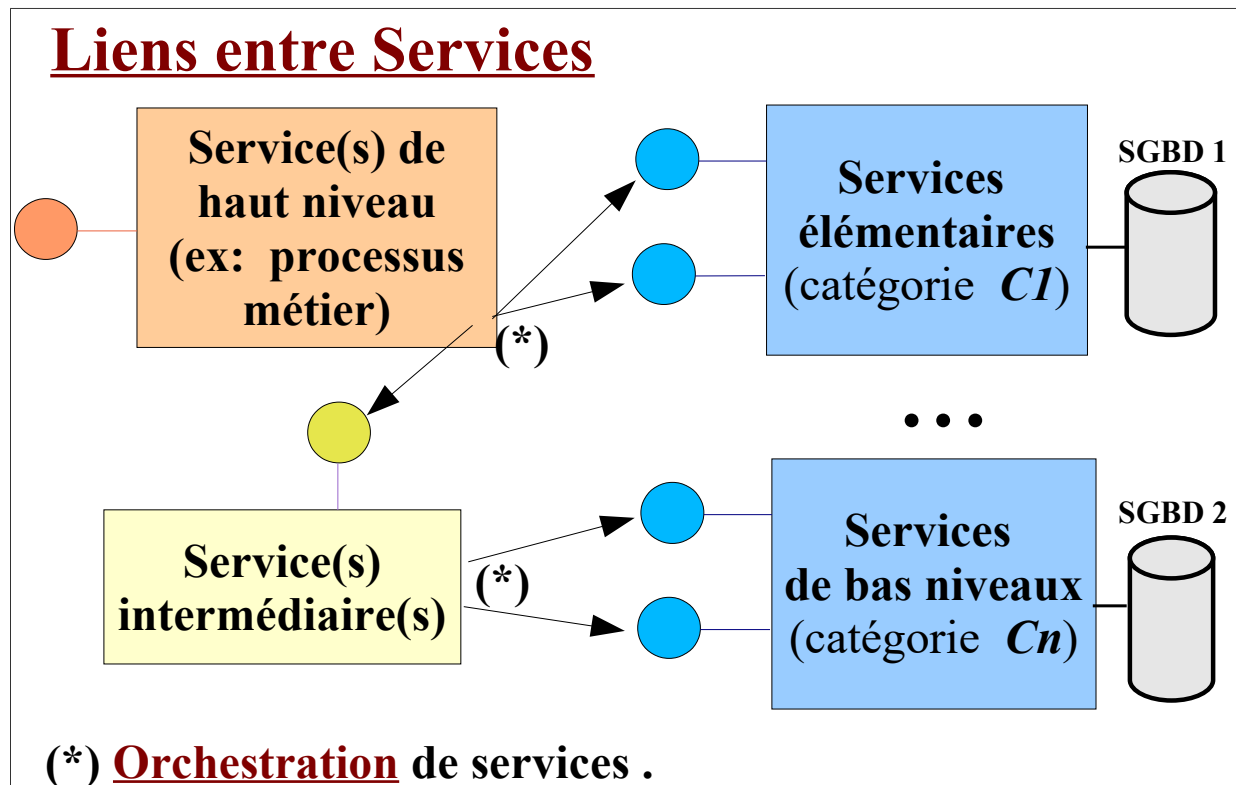 Liens entre Services
Service(s) de
haut niveau
(ex: processus
métier)
(*)
Services
élémentaires
(catégorie C1)
SGBD 1
• • •
Service(s)
intermédiaire(s)
(*)
Services
de bas niveaux
(catégorie Cn)
SGBD 2
(*) Orchestration de services .